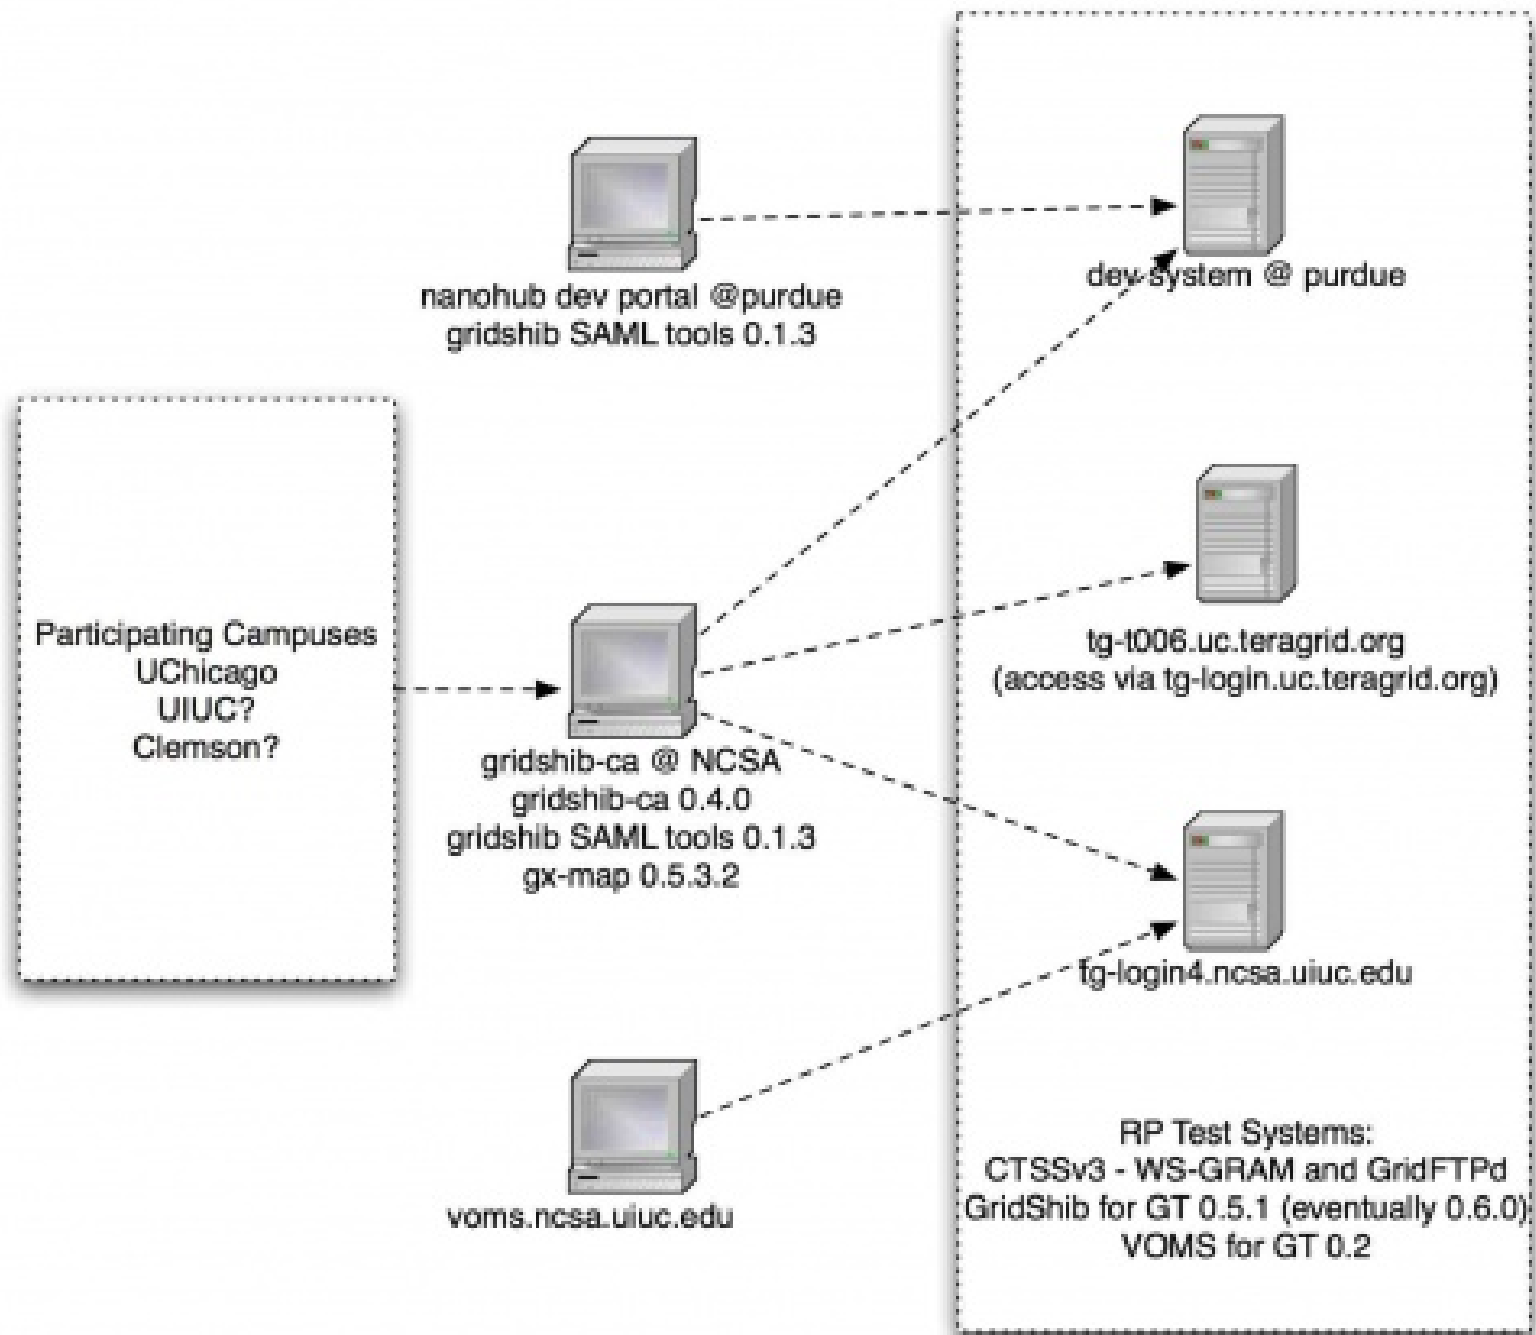 nanohub dev portal @purdue
gridshib SAML tools 0.1.3
dev-system @ purdue
Participating Campuses
UChicago
UIUC?
Clemson?
gridshib-ca @ NCSA
gridshib-ca 0.4.0
gridshib SAML tools 0.1.3
gx-map 0.5.3.2
tg-t006.uc.teragrid.org
(access via tg-login.uc.teragrid.org)
tg-login4.ncsa.uiuc.edu
voms.ncsa.uiuc.edu
RP Test Systems:
CTSSv3 - WS-GRAM and GridFTPd
GridShib for GT 0.5.1 (eventually 0.6.0)
VOMS for GT 0.2